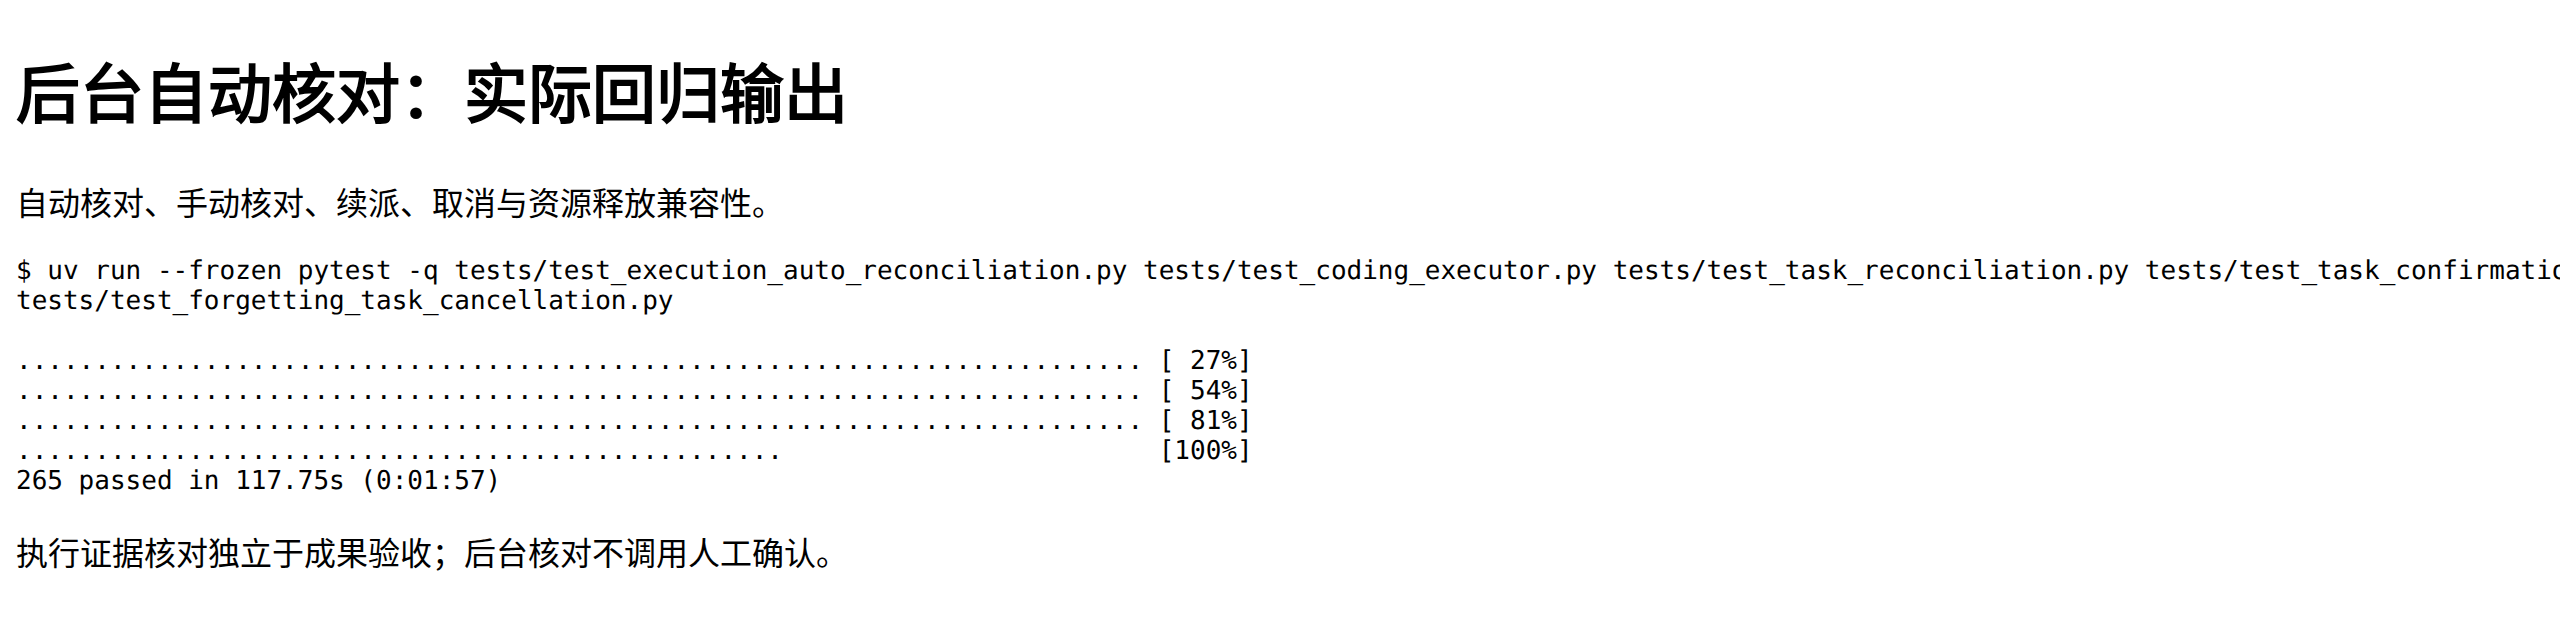 后台自动核对：实际回归输出
自动核对、手动核对、续派、取消与资源释放兼容性。
$ uv run --frozen pytest -q tests/test_execution_auto_reconciliation.py tests/test_coding_executor.py tests/test_task_reconciliation.py tests/test_task_confirmatio
tests/test_forgetting_task_cancellation.py
........................................................................ [ 27%]
........................................................................ [ 54%]
........................................................................ [ 81%]
.................................................                        [100%]
265 passed in 117.75s (0:01:57)
执行证据核对独立于成果验收；后台核对不调用人工确认。